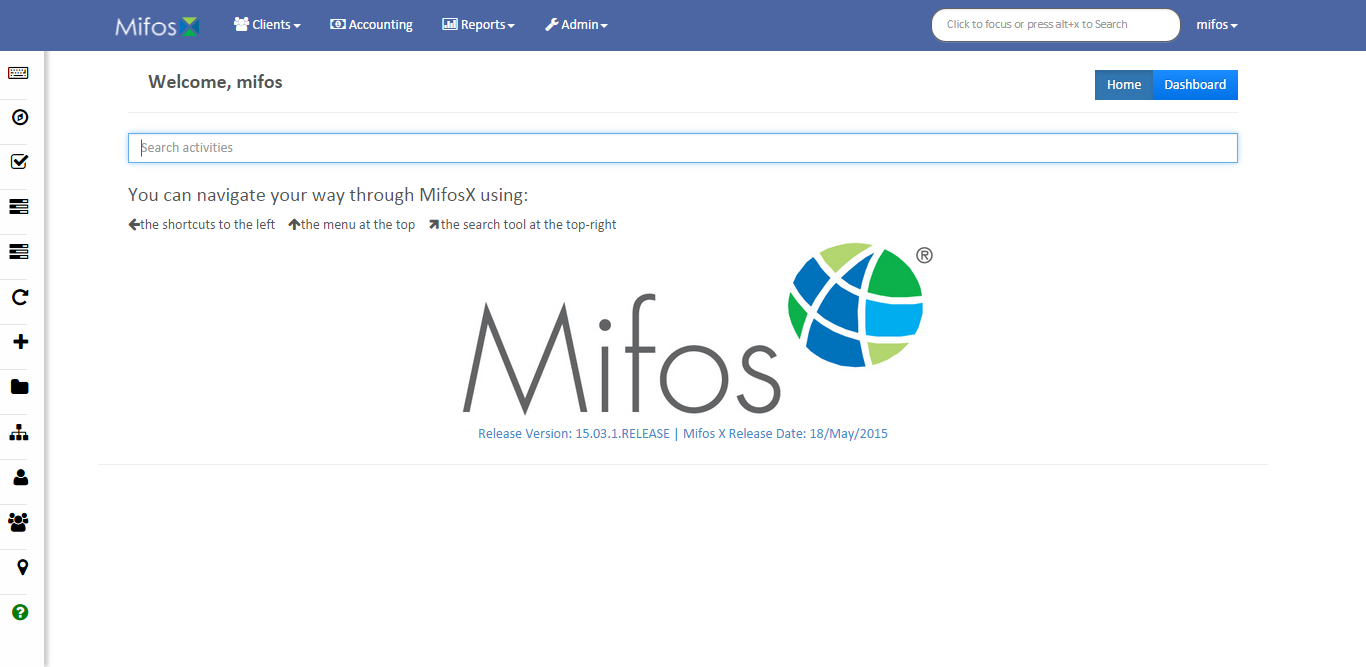 Mifos Clients Accounting Reports Admin Click to focus or press alt+x to Search mifos
Welcome, mifos Home Dashboard
Search activities
You can navigate your way through MifosX using:
the shortcuts to the left the menu at the top the search tool at the top-right
Mifos ®
Release Version: 15.03.1.RELEASE | Mifos X Release Date: 18/May/2015
?